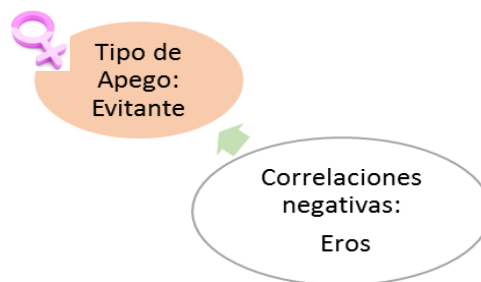 Tipo de
Apego:
Evitante
Correlaciones
negativas:
Eros